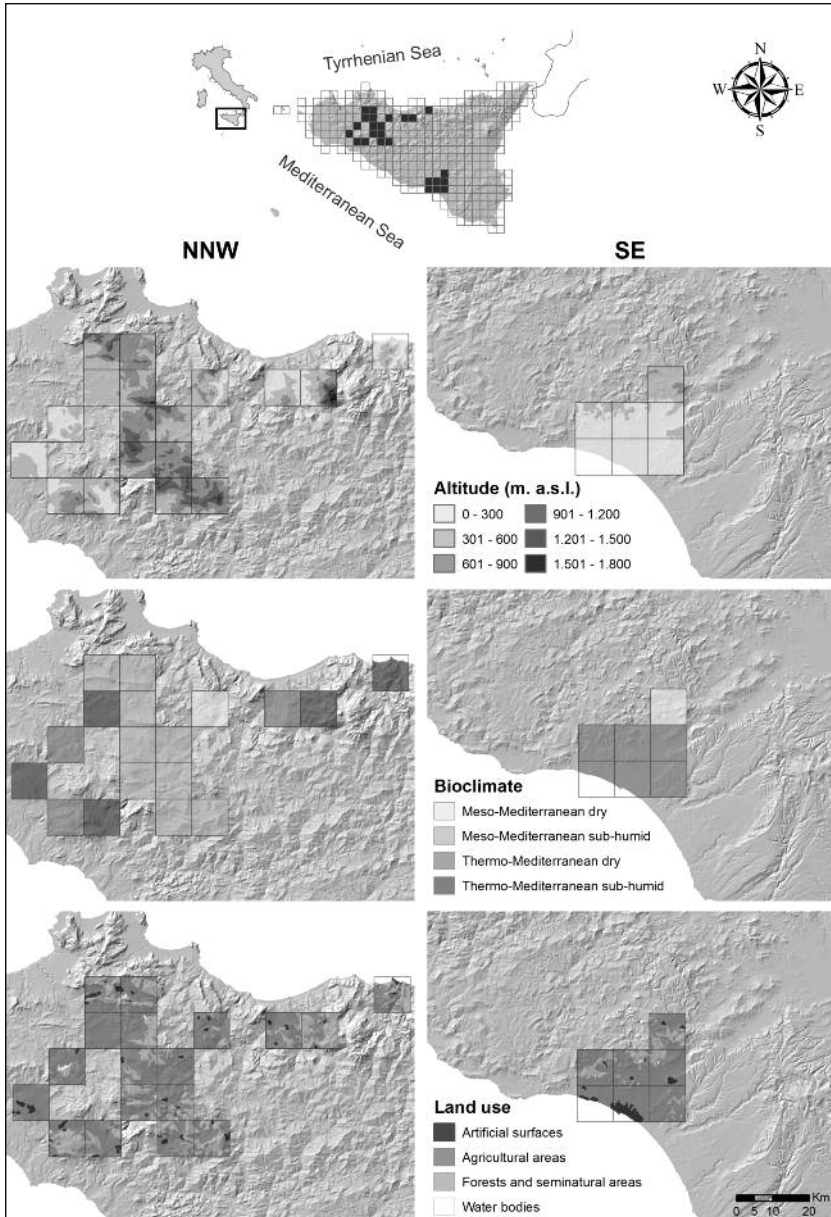 Tyrrhenian Sea
N
W
E
S
Mediterranean Sea
NNW
SE
Altitude (m. a.s.l.)
0 - 300
901 - 1.200
301 - 600
1.201 - 1.500
601 - 900
1.501 - 1.800
Bioclimate
Meso-Mediterranean dry
Meso-Mediterranean sub-humid
Thermo-Mediterranean dry
Thermo-Mediterranean sub-humid
Land use
Artificial surfaces
Agricultural areas
Forests and seminatural areas
Water bodies
Km
0 5 10 20